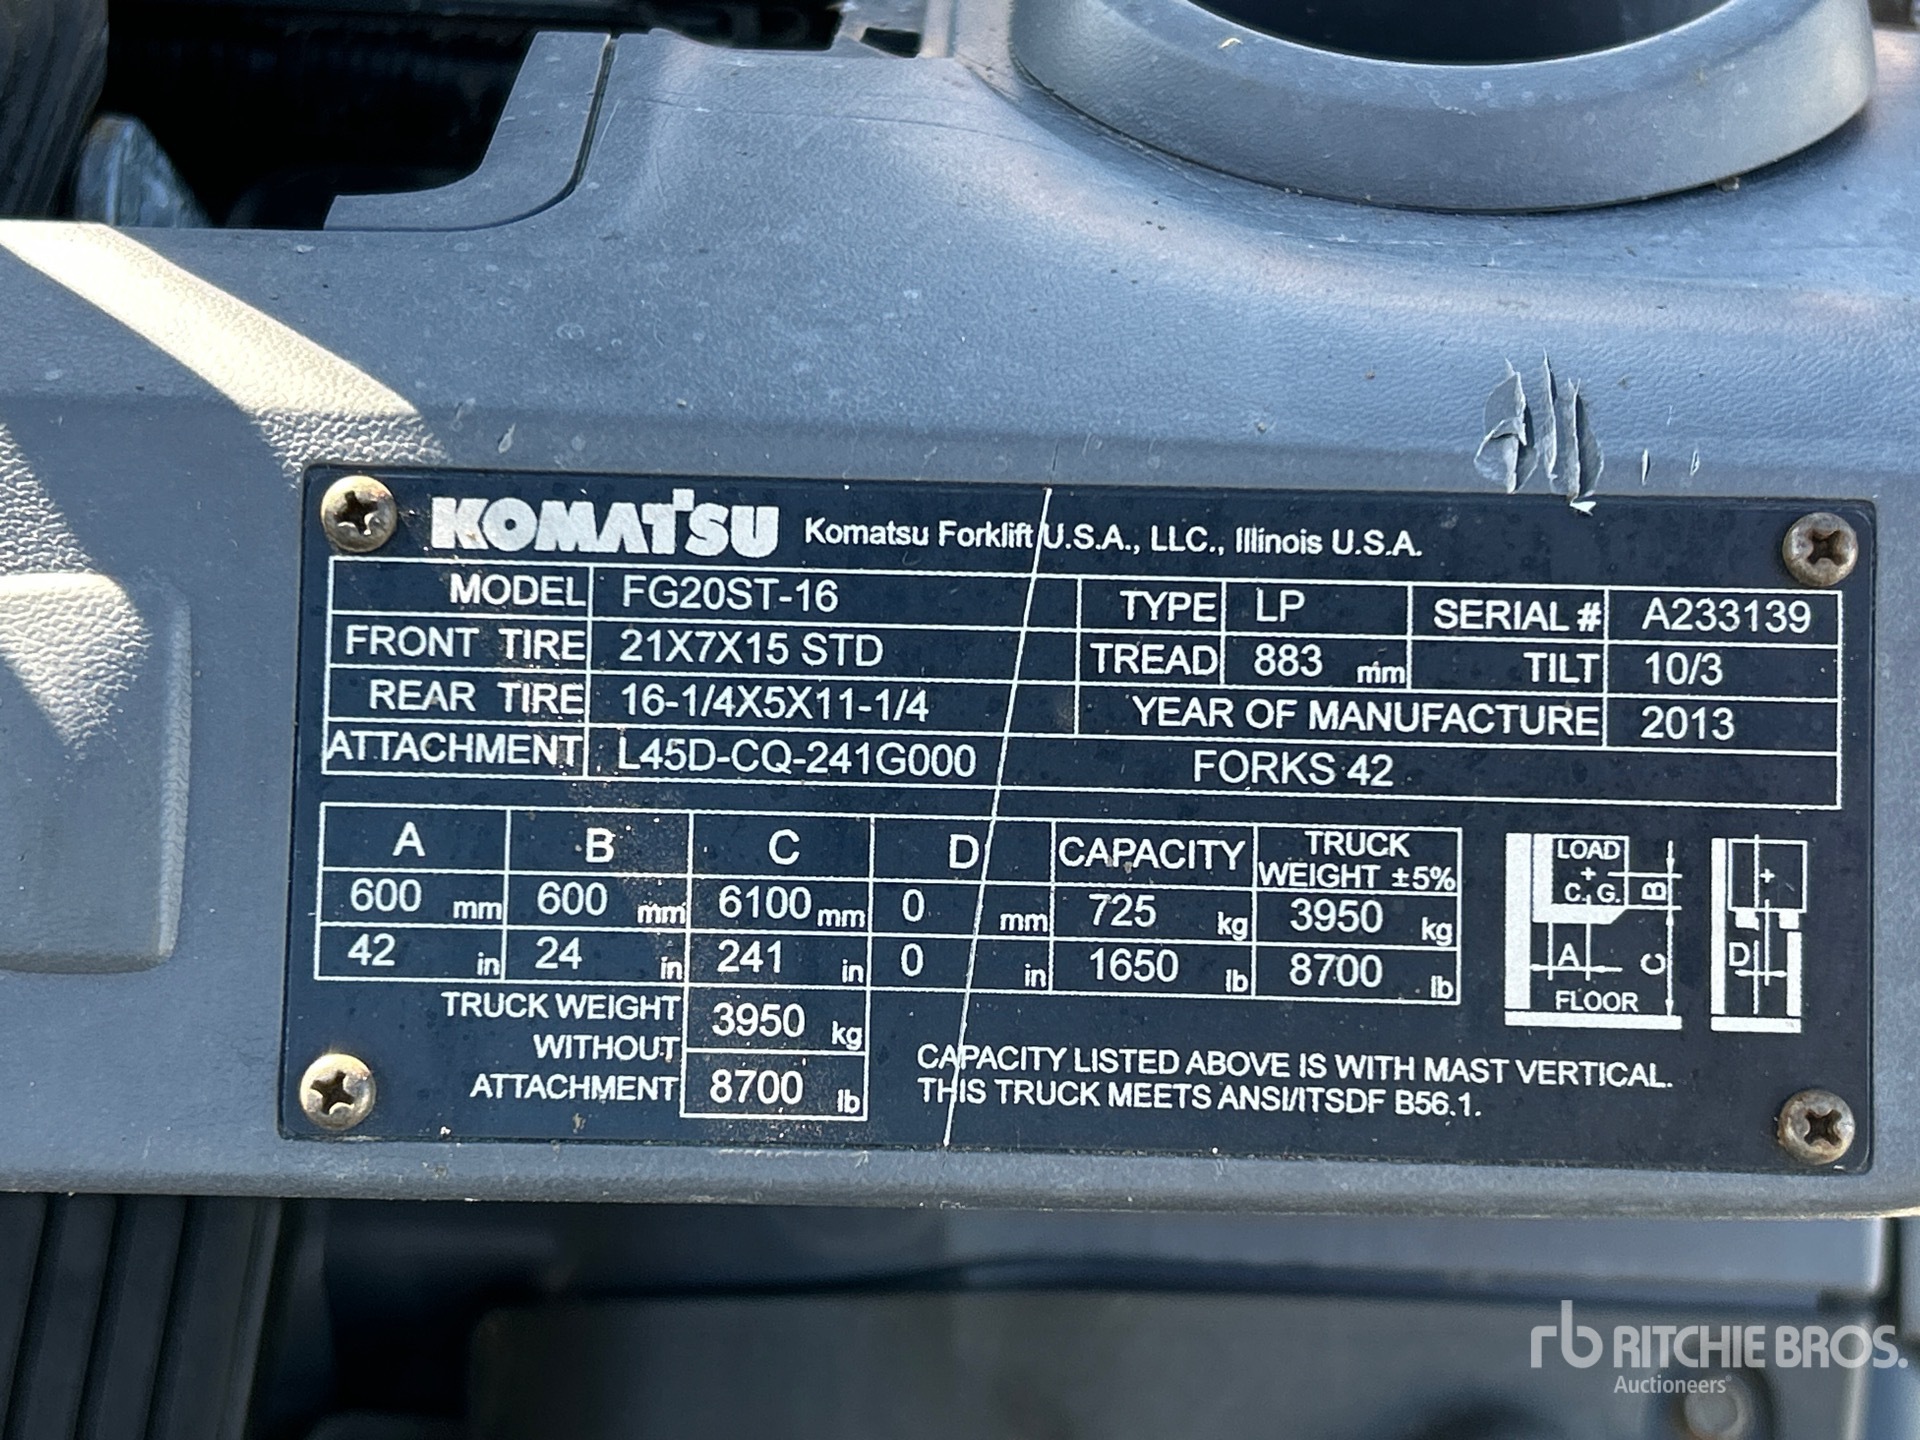 KOMATSU Komatsu Forklift U.S.A., LLC., Illinois U.S.A.
MODEL FG20ST-16 TYPE LP SERIAL # A233139
FRONT TIRE 21X7X15 STD TREAD 883 mm TILT 10/3
REAR TIRE 16-1/4X5X11-1/4 YEAR OF MANUFACTURE 2013
ATTACHMENT L45D-CQ-241G000 FORKS 42
A B C D CAPACITY TRUCK
WEIGHT ±5%
600 mm 600 mm 6100 mm 0 mm 725 kg 3950 kg
42 in 24 in 241 in 0 in 1650 lb 8700 lb
TRUCK WEIGHT
WITHOUT
ATTACHMENT
3950 kg
8700 lb
LOAD
C. G.
B
A
C
FLOOR
D
CAPACITY LISTED ABOVE IS WITH MAST VERTICAL.
THIS TRUCK MEETS ANSI/ITSDF B56.1.
rb RITCHIE BROS.
Auctioneers